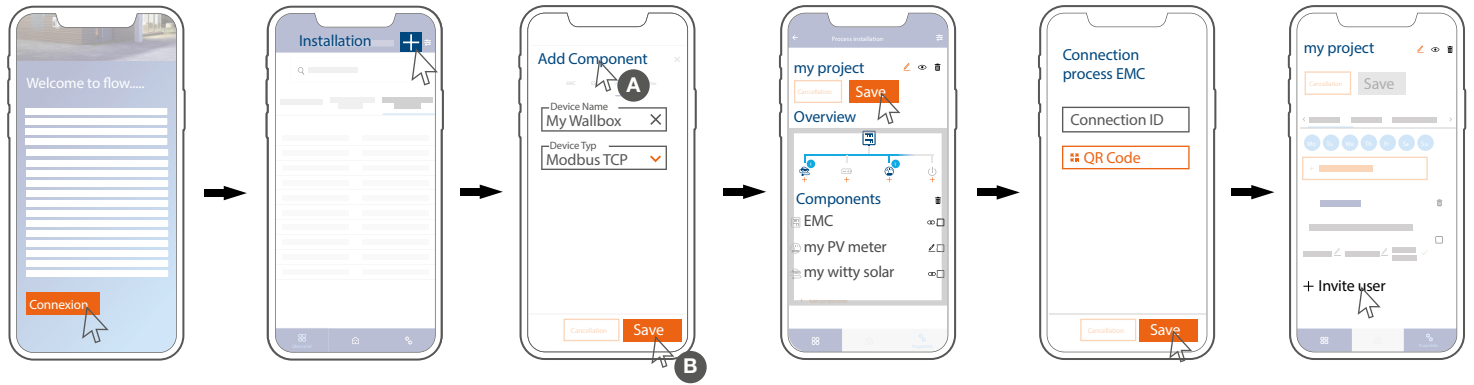 Welcome to flow.....
Connexion
Installation
Add Component
A
Device Name
My Wallbox
Device Typ
Modbus TCP
Cancellation
Save
B
Process installation
my project
Cancellation
Save
Overview
Components
EMC
my PV meter
my witty solar
Connection
process EMC
Connection ID
QR Code
Cancellation
Save
my project
Cancellation
Save
+ Invite user